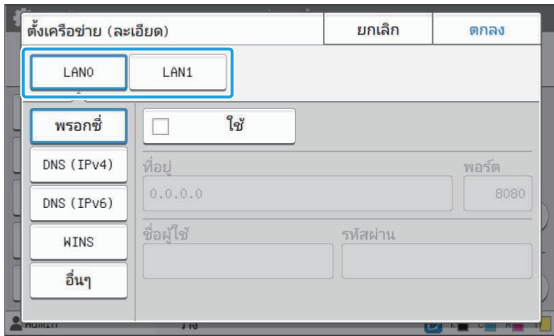 ตั้งเครือข่าย (ละเอียด)
ยกเลิก
ตกลง
LAN0
LAN1
พรอกซี่
ใช้
DNS (IPv4)
ที่อยู่
พอร์ต
0.0.0.0
8080
DNS (IPv6)
WINS
ชื่อผู้ใช้
รหัสผ่าน
อื่นๆ